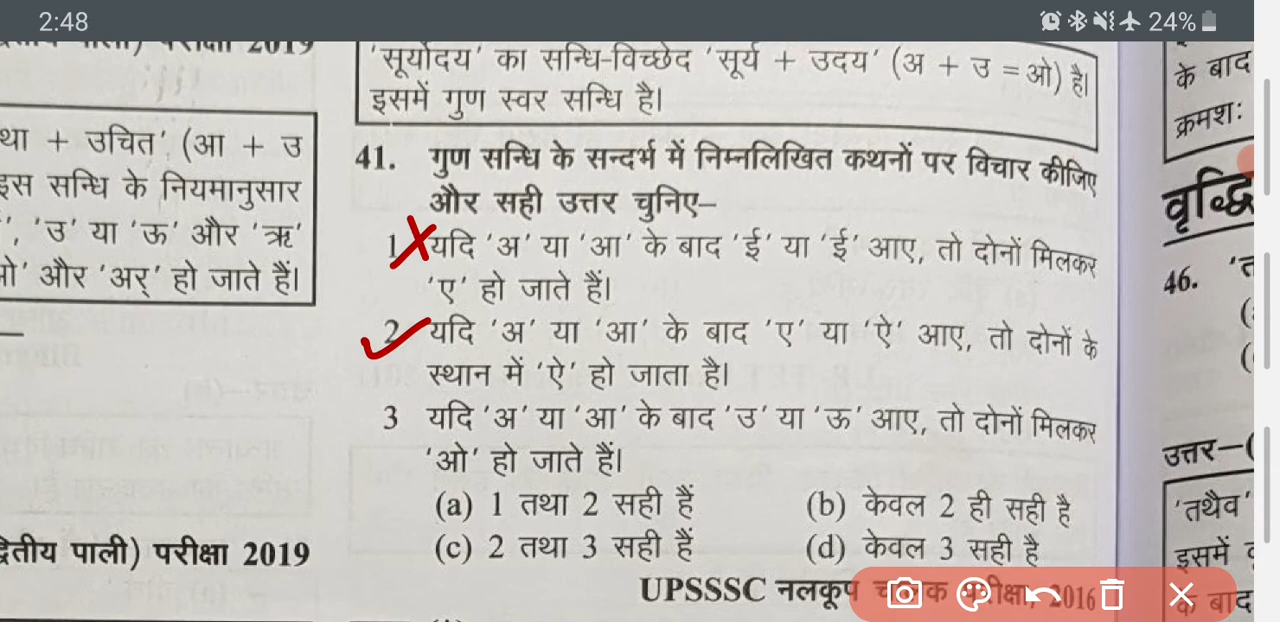 2:48
24%
'सूर्योदय' का सन्धि-विच्छेद 'सूर्य + उदय' (अ + उ = ओ) है।
इसमें गुण स्वर सन्धि है।
था + उचित' (आ + उ
इस सन्धि के नियमानुसार
', 'उ' या 'ऊ' और 'ऋ'
ओ' और 'अर्' हो जाते हैं।
द्वितीय पाली) परीक्षा 2019
41. गुण सन्धि के सन्दर्भ में निम्नलिखित कथनों पर विचार कीजिए
और सही उत्तर चुनिए–
1 यदि 'अ' या 'आ' के बाद 'ई' या 'ई' आए, तो दोनों मिलकर
'ए' हो जाते हैं।
2 यदि 'अ' या 'आ' के बाद 'ए' या 'ऐ' आए, तो दोनों के
स्थान में 'ऐ' हो जाता है।
3 यदि 'अ' या 'आ' के बाद 'उ' या 'ऊ' आए, तो दोनों मिलकर
'ओ' हो जाते हैं।
(a) 1 तथा 2 सही हैं (b) केवल 2 ही सही है
(c) 2 तथा 3 सही हैं (d) केवल 3 सही है
UPSSSC नलकूप चालक परीक्षा, 2016
के बाद
क्रमशः
वृद्धि
46.
उत्तर–(
'तथैव'
इसमें
के बाद